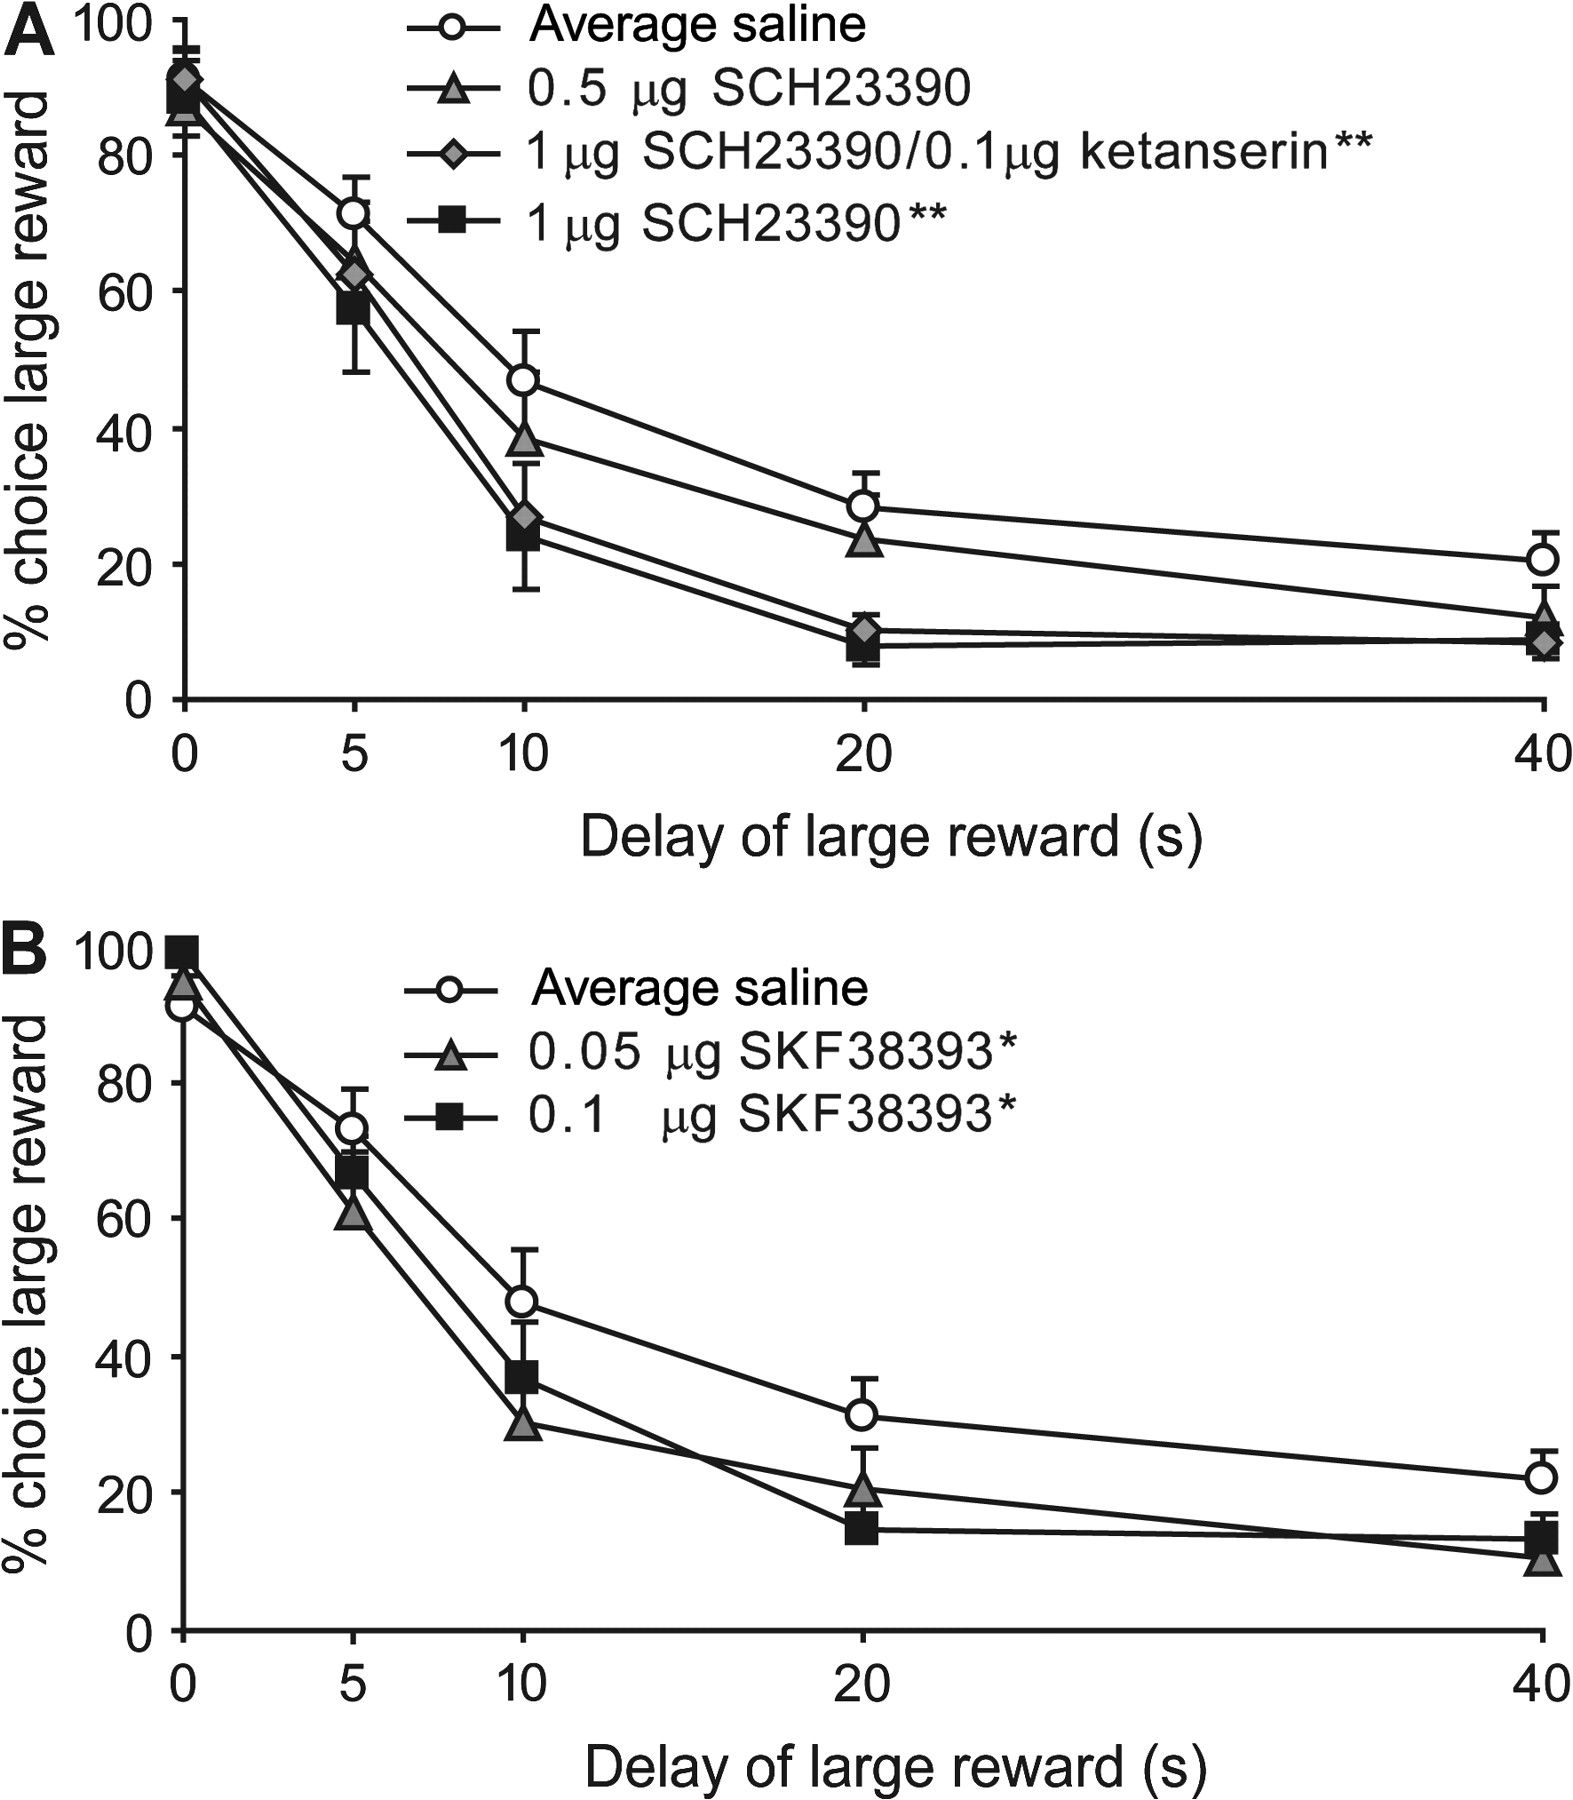 A
% choice large reward
100
80
60
40
20
0
Average saline
0.5 μg SCH23390
1 μg SCH23390/0.1μg ketanserin**
1 μg SCH23390**
0 5 10 20 40
Delay of large reward (s)
B
% choice large reward
100
80
60
40
20
0
Average saline
0.05 μg SKF38393*
0.1 μg SKF38393*
0 5 10 20 40
Delay of large reward (s)